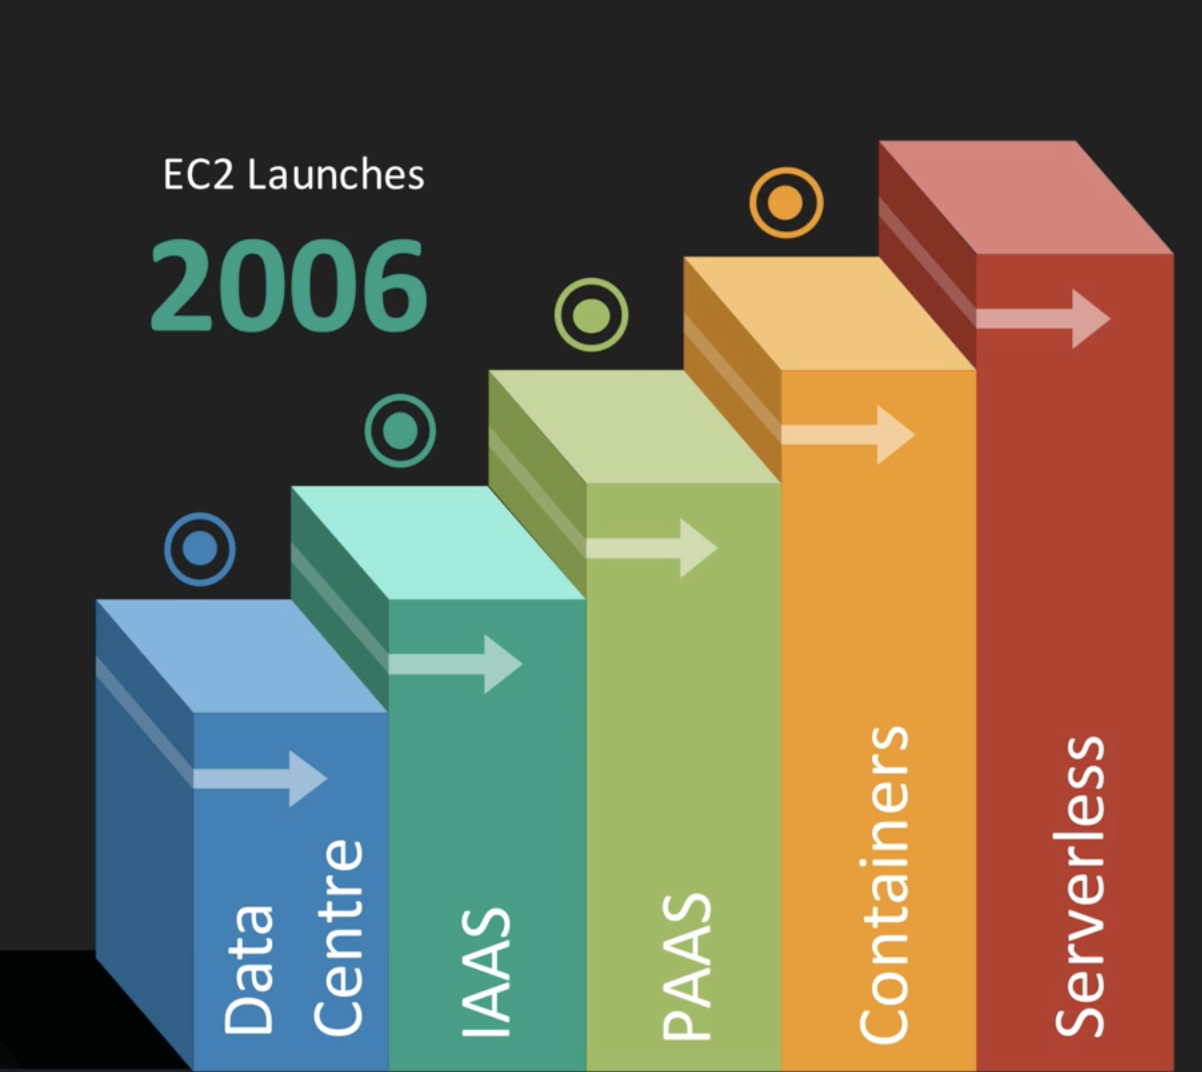 EC2 Launches
2006
Data
Centre
IAAS
PAAS
Containers
Serverless